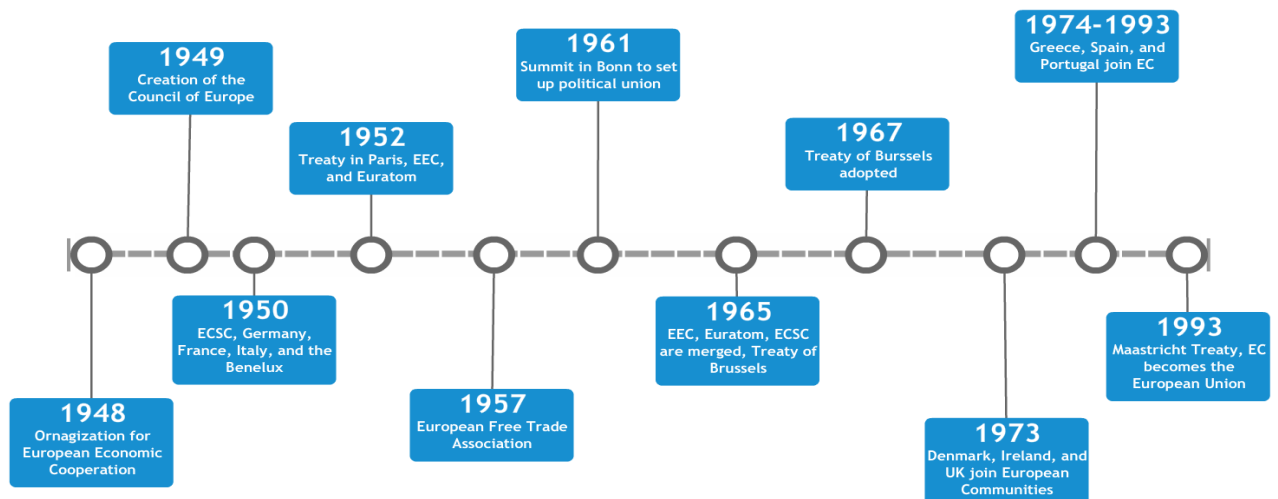 1948
Ornagization for
European Economic
Cooperation
1949
Creation of the
Council of Europe
1950
ECSC, Germany,
France, Italy, and the
Benelux
1952
Treaty in Paris, EEC,
and Euratom
1957
European Free Trade
Association
1961
Summit in Bonn to set
up political union
1965
EEC, Euratom, ECSC
are merged, Treaty of
Brussels
1967
Treaty of Burssels
adopted
1973
Denmark, Ireland, and
UK join European
Communities
1974-1993
Greece, Spain, and
Portugal join EC
1993
Maastricht Treaty, EC
becomes the
European Union